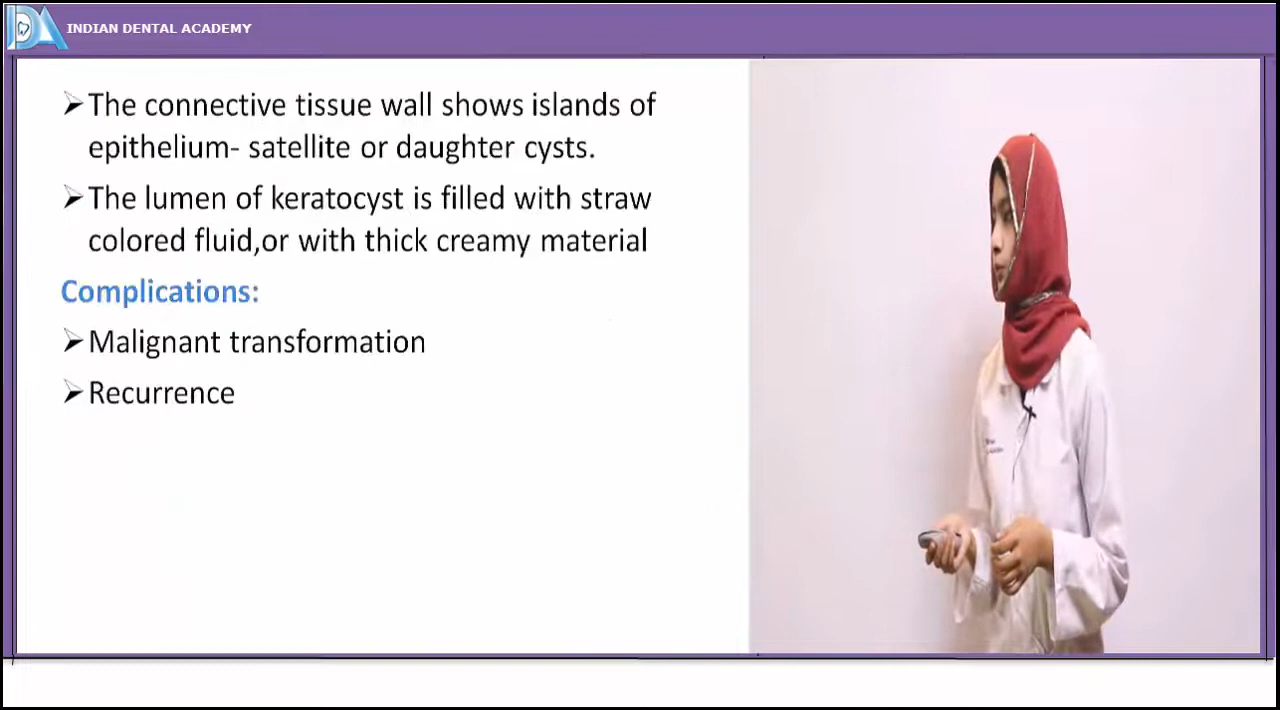 INDIAN DENTAL ACADEMY
➢The connective tissue wall shows islands of
epithelium- satellite or daughter cysts.
➢The lumen of keratocyst is filled with straw
colored fluid,or with thick creamy material
Complications:
➢Malignant transformation
➢Recurrence